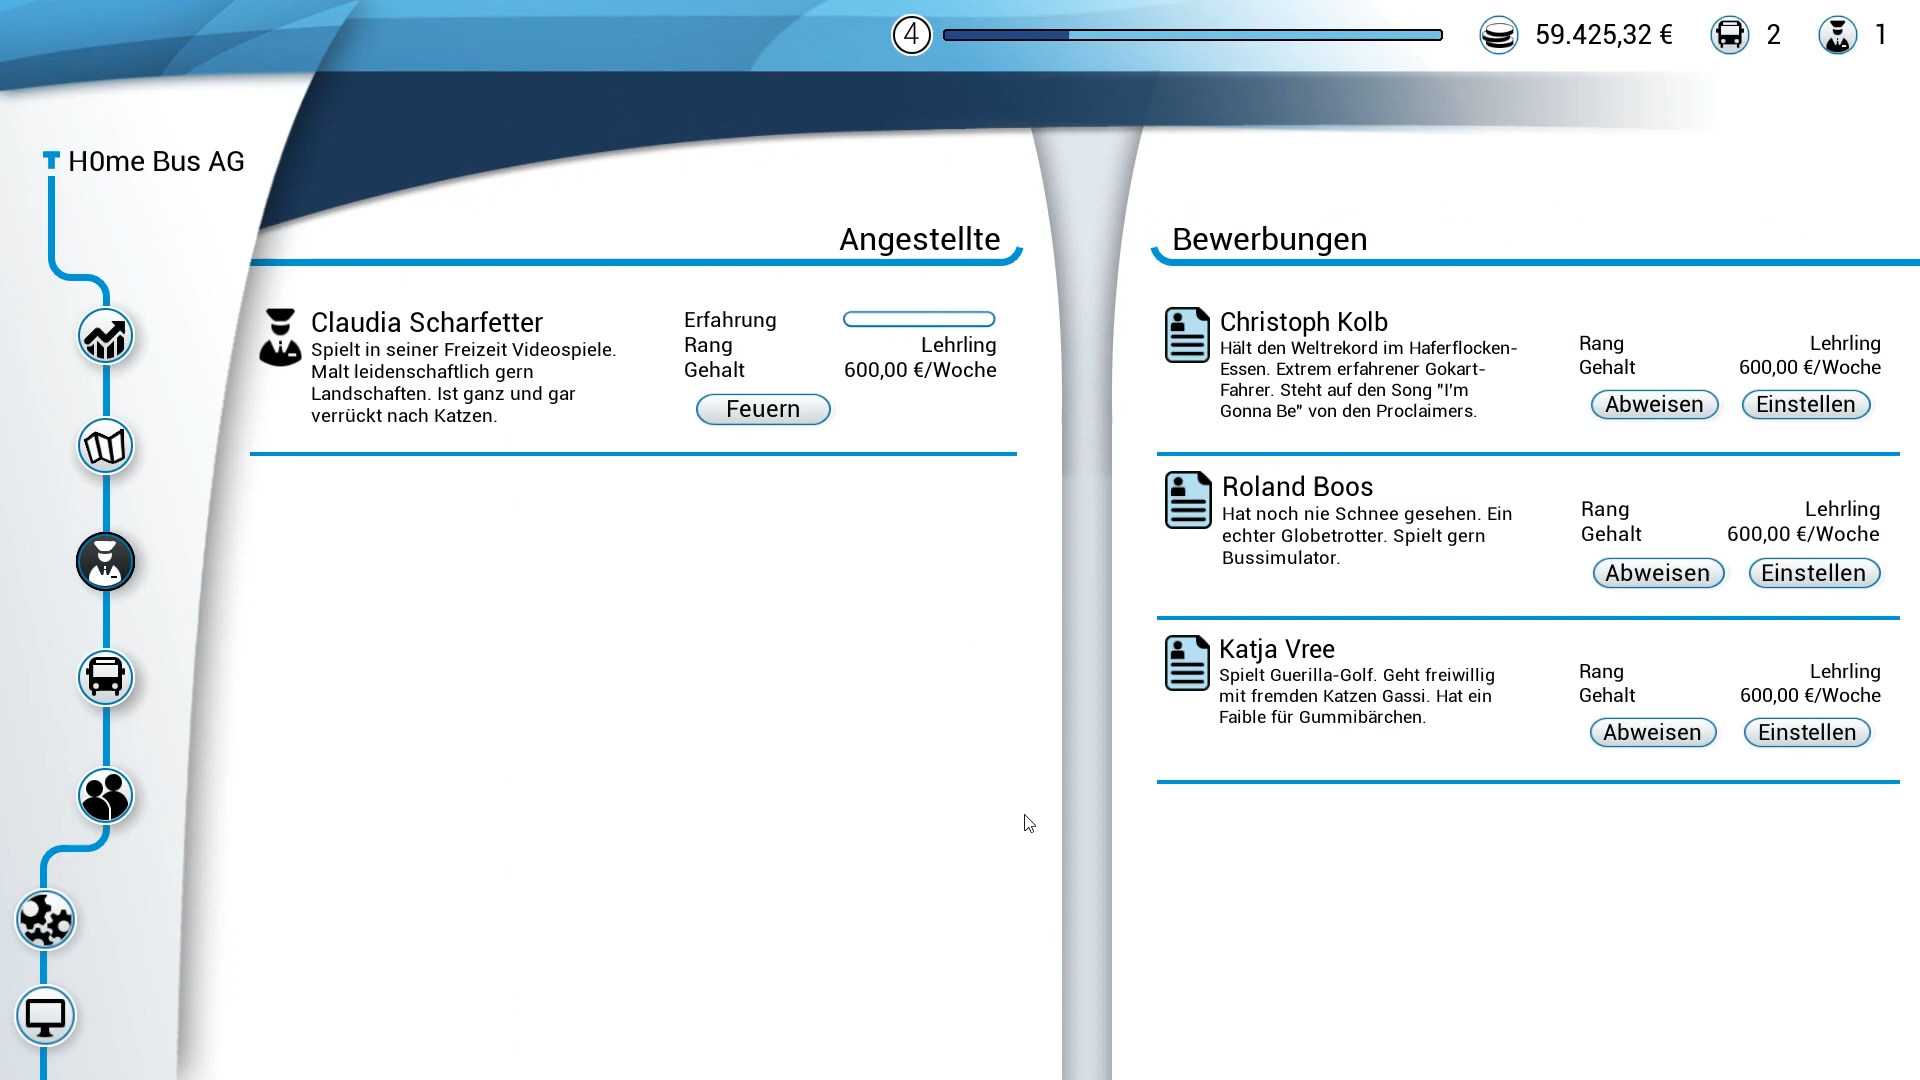 4
59.425,32 €
2
1
H0me Bus AG
Angestellte
Claudia Scharfetter
Spielt in seiner Freizeit Videospiele.
Malt leidenschaftlich gern
Landschaften. Ist ganz und gar
verrückt nach Katzen.
Erfahrung
Rang Lehrling
Gehalt 600,00 €/Woche
Feuern
Bewerbungen
Christoph Kolb
Hält den Weltrekord im Haferflocken-
Essen. Extrem erfahrener Gokart-
Fahrer. Steht auf den Song "I'm
Gonna Be" von den Proclaimers.
Rang Lehrling
Gehalt 600,00 €/Woche
Abweisen Einstellen
Roland Boos
Hat noch nie Schnee gesehen. Ein
echter Globetrotter. Spielt gern
Bussimulator.
Rang Lehrling
Gehalt 600,00 €/Woche
Abweisen Einstellen
Katja Vree
Spielt Guerilla-Golf. Geht freiwillig
mit fremden Katzen Gassi. Hat ein
Faible für Gummibärchen.
Rang Lehrling
Gehalt 600,00 €/Woche
Abweisen Einstellen